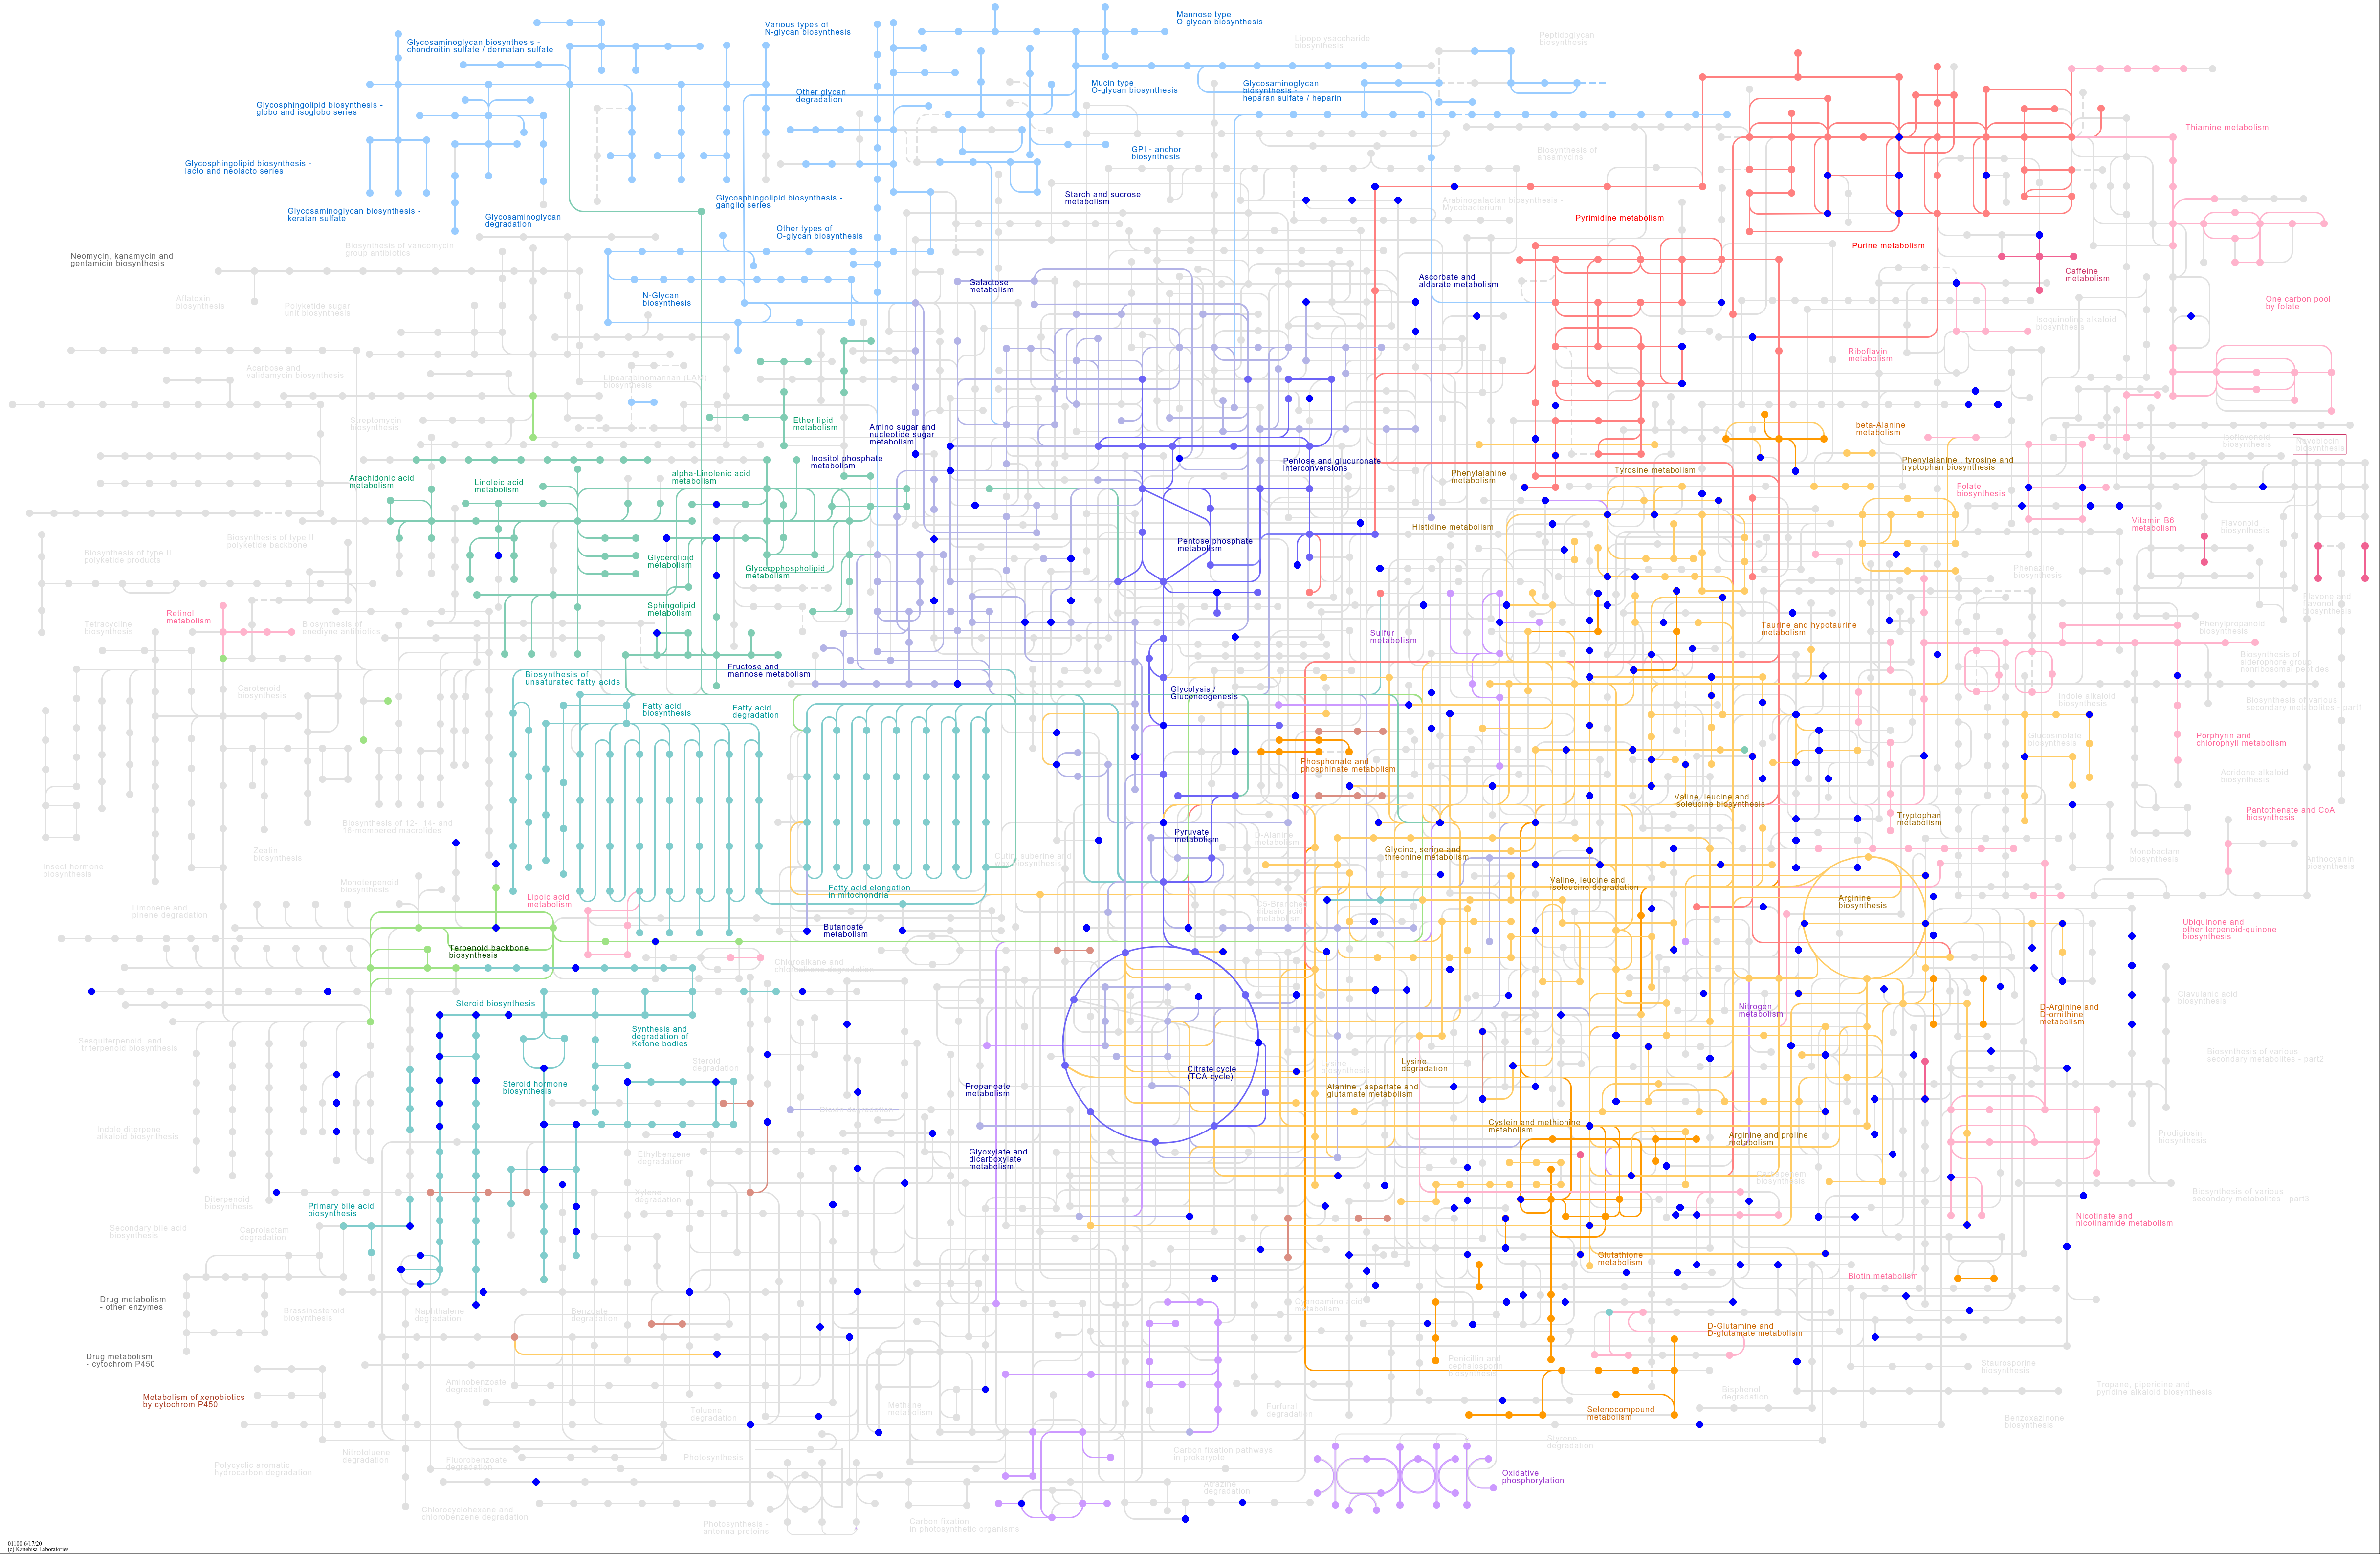 Various types of
N-glycan biosynthesis
Mannose type
O-glycan biosynthesis
Lipopolysaccharide
biosynthesis
Peptidoglycan
biosynthesis
Glycosaminoglycan biosynthesis -
chondroitin sulfate / dermatan sulfate
Other glycan
degradation
Mucin type
O-glycan biosynthesis
Glycosaminoglycan
biosynthesis -
heparan sulfate / heparin
Glycosphingolipid biosynthesis -
globo and isoglobo series
Thiamine metabolism
GPI - anchor
biosynthesis
Biosynthesis of
ansamycins
Glycosphingolipid biosynthesis -
lacto and neolacto series
Glycosaminoglycan biosynthesis -
keratan sulfate
Glycosaminoglycan
degradation
Glycosphingolipid biosynthesis -
ganglio series
Starch and sucrose
metabolism
Arabinogalactan biosynthesis -
Mycobacterium
Pyrimidine metabolism
Other types of
O-glycan biosynthesis
Purine metabolism
Biosynthesis of vancomycin
group antibiotics
Neomycin, kanamycin and
gentamicin biosynthesis
Caffeine
metabolism
Aflatoxin
biosynthesis
Polyketide sugar
unit biosynthesis
N-Glycan
biosynthesis
Galactose
metabolism
Ascorbate and
aldarate metabolism
One carbon pool
by folate
Isoquinoline alkaloid
biosynthesis
Riboflavin
metabolism
Acarbose and
validamycin biosynthesis
Lipoarabinomannan (LAM)
biosynthesis
Streptomycin
biosynthesis
Ether lipid
metabolism
Amino sugar and
nucleotide sugar
metabolism
beta-Alanine
metabolism
Isoflavonoid
biosynthesis
Novobiocin
biosynthesis
Inositol phosphate
metabolism
Pentose and glucuronate
interconversions
Phenylalanine
metabolism
Tyrosine metabolism
Phenylalanine , tyrosine and
tryptophan biosynthesis
Arachidonic acid
metabolism
Linoleic acid
metabolism
alpha-Linolenic acid
metabolism
Folate
biosynthesis
Histidine metabolism
Vitamin B6
metabolism
Flavonoid
biosynthesis
Biosynthesis of type II
polyketide products
Biosynthesis of type II
polyketide backbone
Glycerolipid
metabolism
Glycerophospholipid
metabolism
Pentose phosphate
metabolism
Phenazine
biosynthesis
Flavone and
flavonol
biosynthesis
Retinol
metabolism
Tetracycline
biosynthesis
Biosynthesis of
enediyne antibiotics
Sphingolipid
metabolism
Sulfur
metabolism
Taurine and hypotaurine
metabolism
Phenylpropanoid
biosynthesis
Biosynthesis of
siderophore group
nonribosomal peptides
Fructose and
mannose metabolism
Biosynthesis of
unsaturated fatty acids
Carotenoid
biosynthesis
Glycolysis /
Gluconeogenesis
Indole alkaloid
biosynthesis
Biosynthesis of various
secondary metabolites - part1
Fatty acid
biosynthesis
Fatty acid
degradation
Glucosinolate
biosynthesis
Porphyrin and
chlorophyll metabolism
Phosphonate and
phosphinate metabolism
Acridone alkaloid
biosynthesis
Valine, leucine and
isoleucine biosynthesis
Tryptophan
metabolism
Pantothenate and CoA
biosynthesis
Biosynthesis of 12-, 14- and
16-membered macrolides
Pyruvate
metabolism
D-Alanine
metabolism
Zeatin
biosynthesis
Insect hormone
biosynthesis
Glycine, serine and
threonine metabolism
Monobactam
biosynthesis
Anthocyanin
biosynthesis
Monoterpenoid
biosynthesis
Fatty acid elongation
in mitochondria
Valine, leucine and
isoleucine degradation
Limonene and
pinene degradation
Lipoic acid
metabolism
Arginine
biosynthesis
C5-Branched
dibasic acid
metabolism
Butanoate
metabolism
Ubiquinone and
other terpenoid-quinone
biosynthesis
Terpenoid backbone
biosynthesis
Chloroalkane and
chloroalkene degradation
Steroid biosynthesis
Nitrogen
metabolism
D-Arginine and
D-ornithine
metabolism
Clavulanic acid
biosynthesis
Synthesis and
degradation of
Ketone bodies
Sesquiterpenoid and
triterpenoid biosynthesis
Steroid
degradation
Citrate cycle
(TCA cycle)
Lysine
biosynthesis
Lysine
degradation
Biosynthesis of various
secondary metabolites - part2
Steroid hormone
biosynthesis
Propanoate
metabolism
Alanine , aspartate and
glutamate metabolism
Indole diterpene
alkaloid biosynthesis
Cystein and methionine
metabolism
Arginine and proline
metabolism
Prodigiosin
biosynthesis
Ethylbenzene
degradation
Glyoxylate and
dicarboxylate
metabolism
Carbapenem
biosynthesis
Xylene
degradation
Diterpenoid
biosynthesis
Primary bile acid
biosynthesis
Biosynthesis of various
secondary metabolites - part3
Secondary bile acid
biosynthesis
Caprolactam
degradation
Nicotinate and
nicotinamide metabolism
Glutathione
metabolism
Biotin metabolism
Drug metabolism
- other enzymes
Brassinosteroid
biosynthesis
Naphthalene
degradation
Benzoate
degradation
Cyanoamino acid
metabolism
D-Glutamine and
D-glutamate metabolism
Drug metabolism
- cytochrom P450
Penicillin and
cephalosporin
biosynthesis
Staurosporine
biosynthesis
Aminobenzoate
degradation
Bisphenol
degradation
Tropane, piperidine and
pyridine alkaloid biosynthesis
Metabolism of xenobiotics
by cytochrom P450
Toluene
degradation
Methane
metabolism
Furfural
degradation
Selenocompound
metabolism
Benzoxazinone
biosynthesis
Styrene
degradation
Nitrotoluene
degradation
Fluorobenzoate
degradation
Photosynthesis
Carbon fixation pathways
in prokaryote
Polycyclic aromatic
hydrocarbon degradation
Oxidative
phosphorylation
Atrazine
degradation
Chlorocyclohexane and
chlorobenzene degradation
Photosynthesis -
antenna proteins
Carbon fixation
in photosynthetic organisms
01100 6/17/20
(c) Kanehisa Laboratories